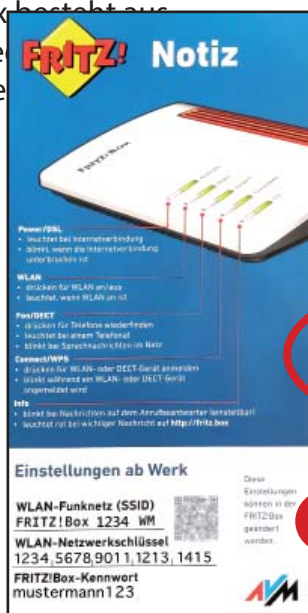 x besteht aus
FRITZ! Notiz
FRITZ!Box
Power/DSL
• leuchtet bei Internetverbindung
• blinkt, wenn die Internetverbindung
unterbrochen ist
WLAN
• drücken für WLAN an/aus
• leuchtet, wenn WLAN an ist
Fon/DECT
• drücken für Telefone wiederfinden
• leuchtet bei einem Telefonat
• blinkt bei Sprachnachrichten im Netz
Connect/WPS
• drücken für WLAN- oder DECT-Gerät anmelden
• blinkt während ein WLAN- oder DECT-Gerät
angemeldet wird
Info
• blinkt bei Nachrichten auf dem Anrufbeantworter (einstellbar)
• leuchtet rot bei wichtiger Nachricht auf http://fritz.box
Einstellungen ab Werk
WLAN-Funknetz (SSID)
FRITZ!Box 1234 WM
WLAN-Netzwerkschlüssel
1234 5678 9011 1213 1415
FRITZ!Box-Kennwort
mustermann123
Diese
Einstellungen
können in der
FRITZ!Box
geändert
werden.
AVM